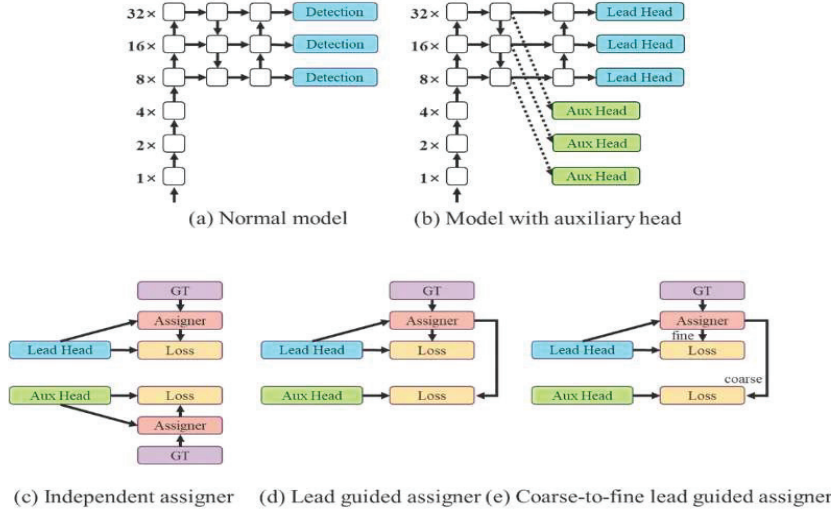 32× Detection
16× Detection
8× Detection
4×
2×
1×
(a) Normal model
32× Lead Head
16× Lead Head
8× Lead Head
4× Aux Head
2× Aux Head
1× Aux Head
(b) Model with auxiliary head
GT
Assigner
Lead Head Loss
Aux Head Loss
Assigner
GT
(c) Independent assigner
GT
Assigner
Lead Head Loss
Aux Head Loss
(d) Lead guided assigner
GT
Assigner
fine
Lead Head Loss
coarse
Aux Head Loss
(e) Coarse-to-fine lead guided assigner